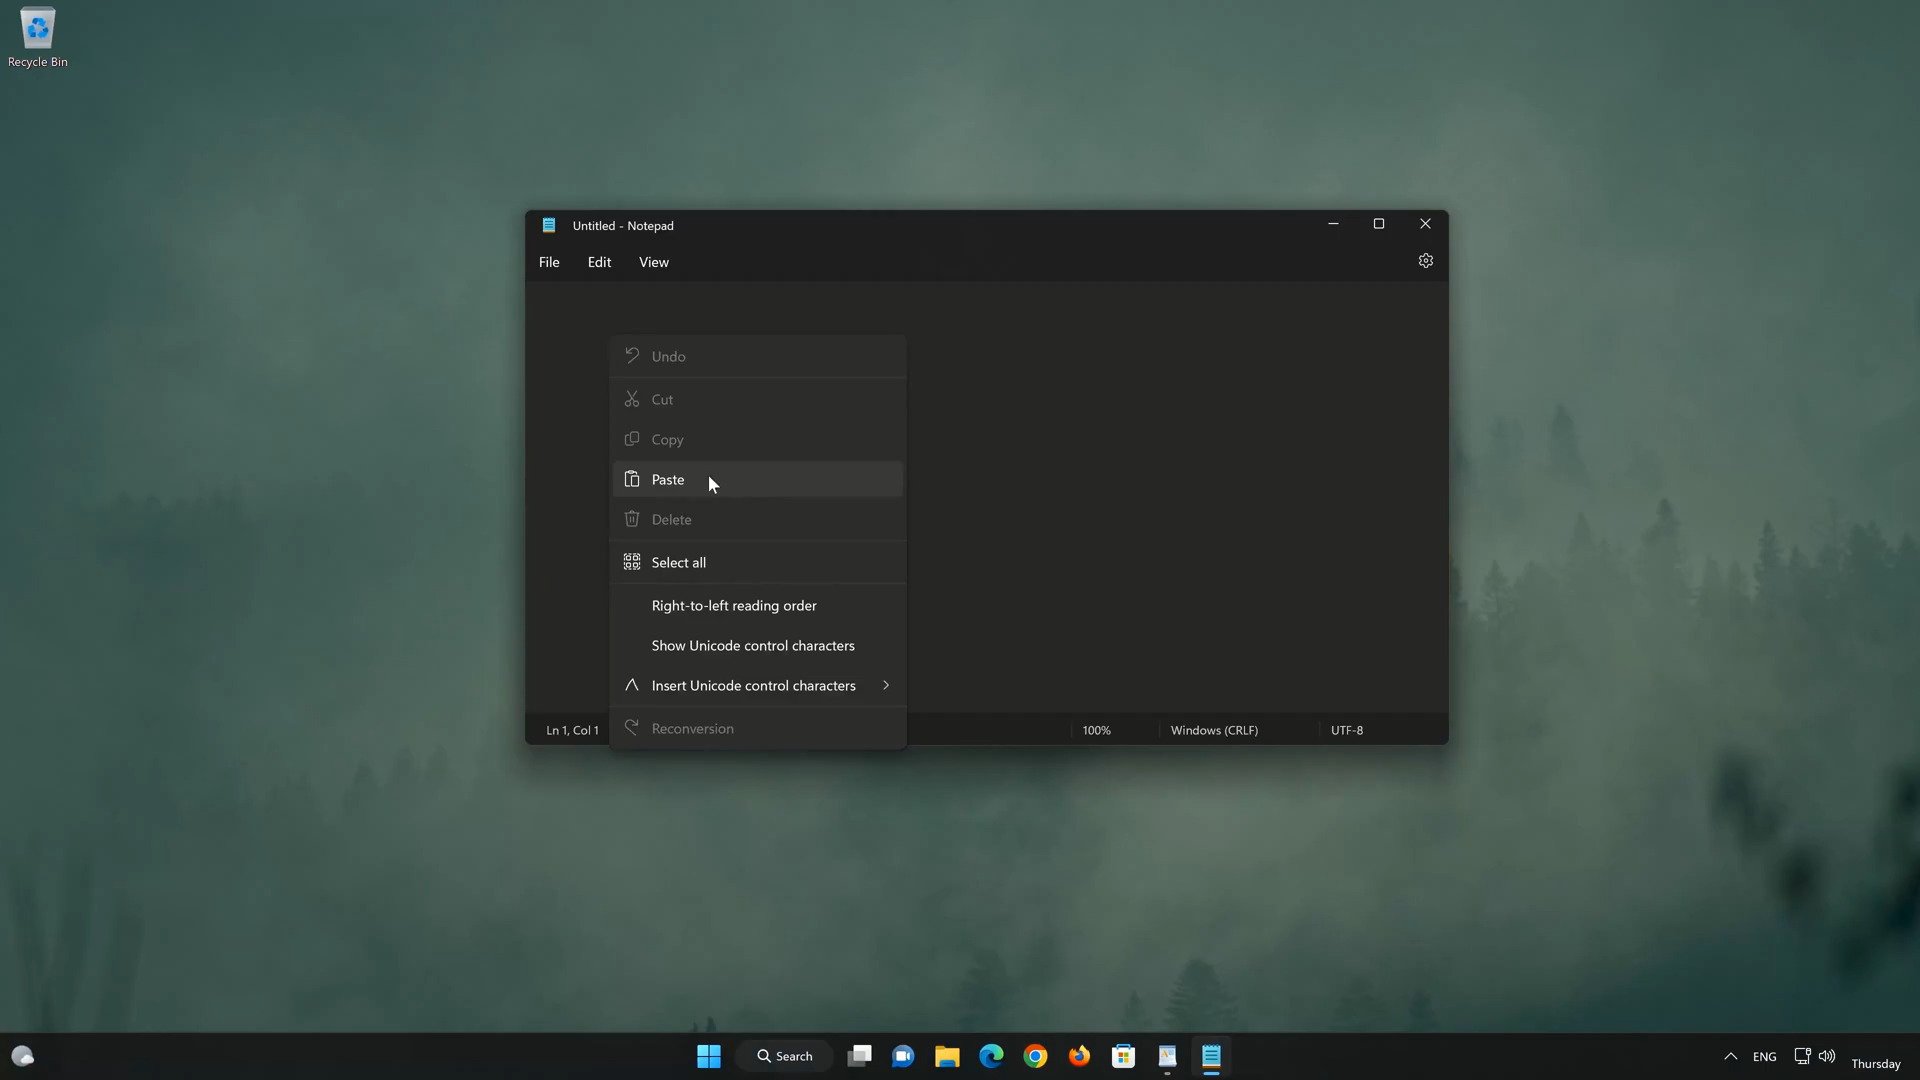 Recycle Bin
Untitled - Notepad
File Edit View
Undo
Cut
Copy
Paste
Delete
Select all
Right-to-left reading order
Show Unicode control characters
Insert Unicode control characters
Reconversion
Ln 1, Col 1 100% Windows (CRLF) UTF-8
Search
ENG
Thursday